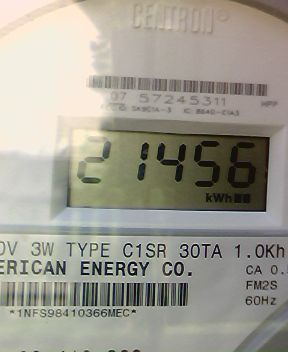 CENTRON
07 57245311
21456
kWh
0V 3W TYPE C1SR 30TA 1.0Kh
ERICAN ENERGY CO.
CA 0.
FM2S
60Hz
*1NFS98410366MEC*